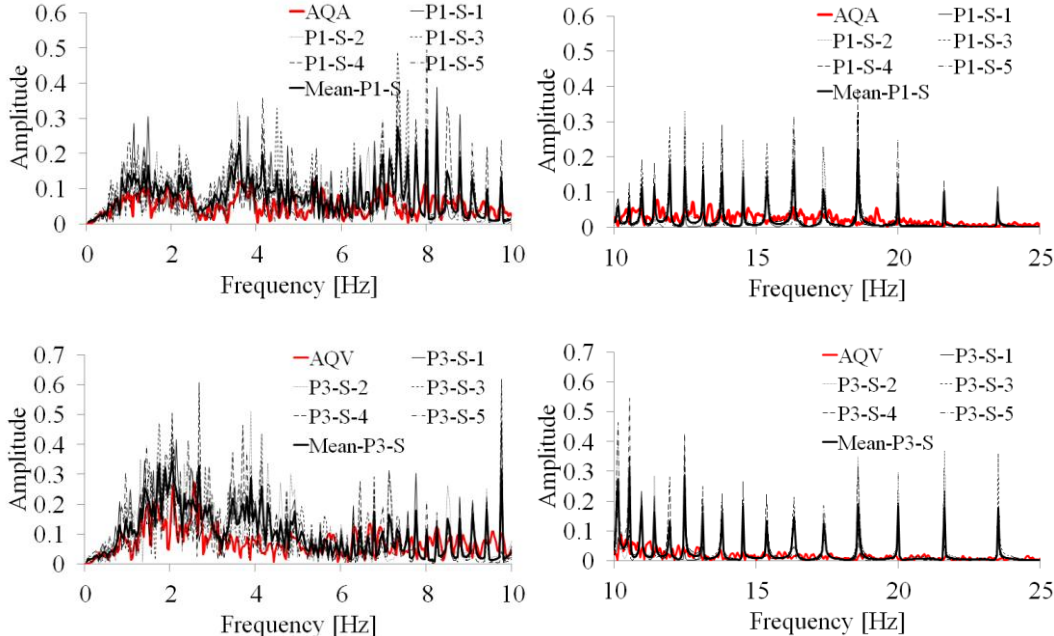 0.6
0.5
0.4
0.3
0.2
0.1
0
Amplitude
AQA P1-S-1
P1-S-2 P1-S-3
P1-S-4 P1-S-5
Mean-P1-S
0 2 4 6 8 10
Frequency [Hz]
0.6
0.5
0.4
0.3
0.2
0.1
0
Amplitude
AQA P1-S-1
P1-S-2 P1-S-3
P1-S-4 P1-S-5
Mean-P1-S
10 15 20 25
Frequency [Hz]
0.7
0.6
0.5
0.4
0.3
0.2
0.1
0
Amplitude
AQV P3-S-1
P3-S-2 P3-S-3
P3-S-4 P3-S-5
Mean-P3-S
0 2 4 6 8 10
Frequency [Hz]
0.7
0.6
0.5
0.4
0.3
0.2
0.1
0
Amplitude
AQV P3-S-1
P3-S-2 P3-S-3
P3-S-4 P3-S-5
Mean-P3-S
10 15 20 25
Frequency [Hz]